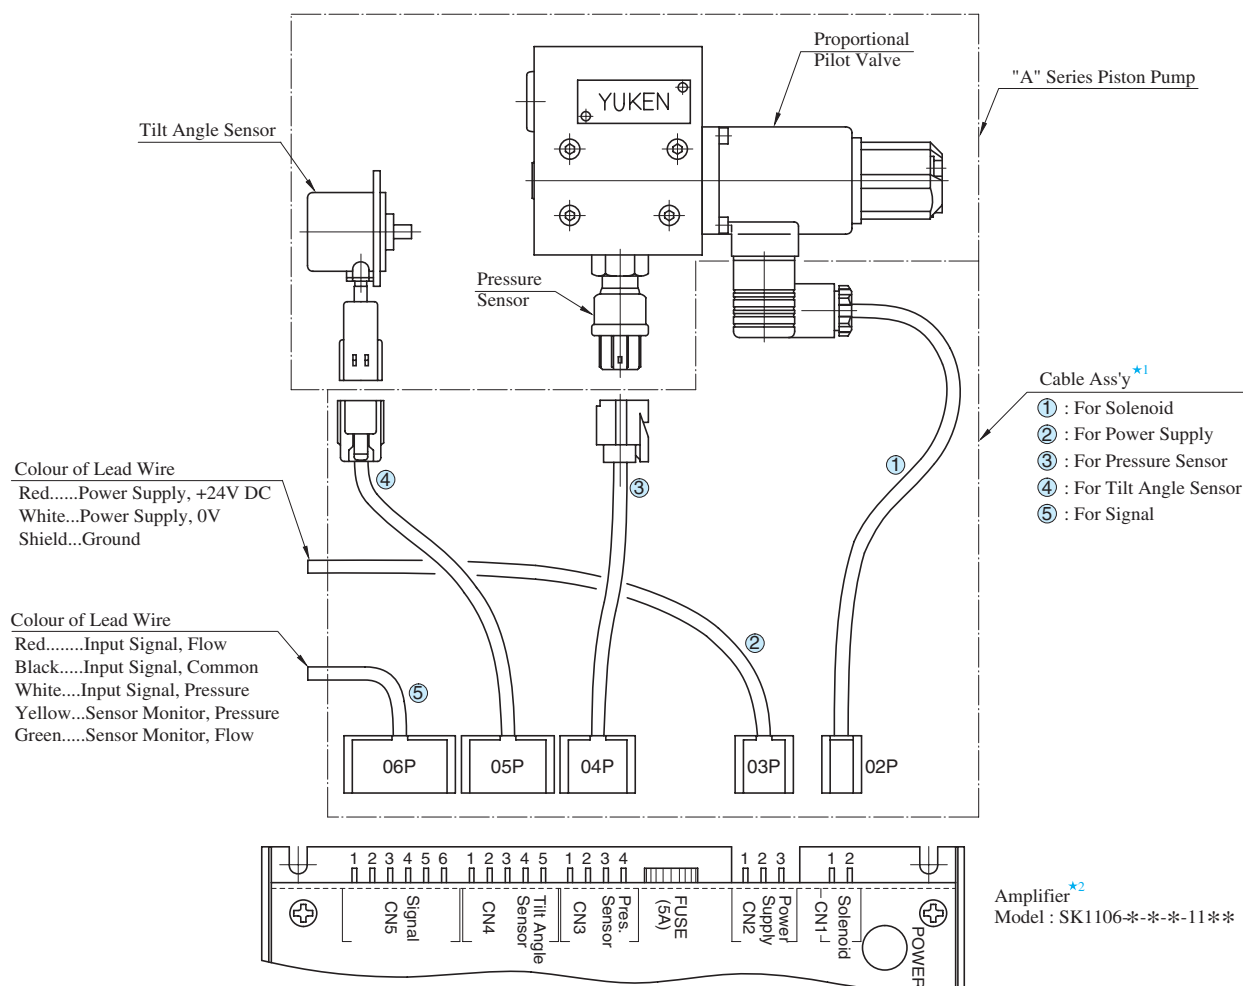 Proportional
Pilot Valve
"A" Series Piston Pump
YUKEN
Tilt Angle Sensor
Pressure
Sensor
Cable Ass'y★1
1 : For Solenoid
2 : For Power Supply
3 : For Pressure Sensor
4 : For Tilt Angle Sensor
5 : For Signal
1
4
3
Colour of Lead Wire
Red......Power Supply, +24V DC
White...Power Supply, 0V
Shield...Ground
2
Colour of Lead Wire
Red........Input Signal, Flow
Black.....Input Signal, Common
White....Input Signal, Pressure
Yellow...Sensor Monitor, Pressure
Green.....Sensor Monitor, Flow
5
06P 05P 04P 03P 02P
1 2 3 4 5 6 1 2 3 4 5 1 2 3 4 1 2 3 1 2
Signal
CN5
Tilt Angle
Sensor
CN4
Pres.
Sensor
CN3
FUSE
(5A)
Power
Supply
CN2
Solenoid
CN1
POWER
Amplifier★2
Model : SK1106-*-*-*-11**